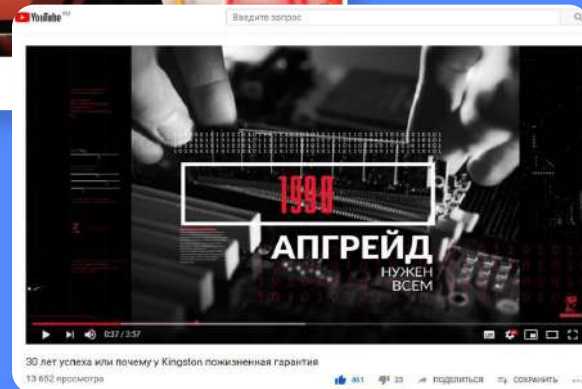 YouTube RU
Введите запрос
1990
АПГРЕЙД
НУЖЕН
ВСЕМ
0:37 / 3:57
30 лет успеха или почему у Kingston пожизненная гарантия
13 652 просмотра
461
23
ПОДЕЛИТЬСЯ
СОХРАНИТЬ